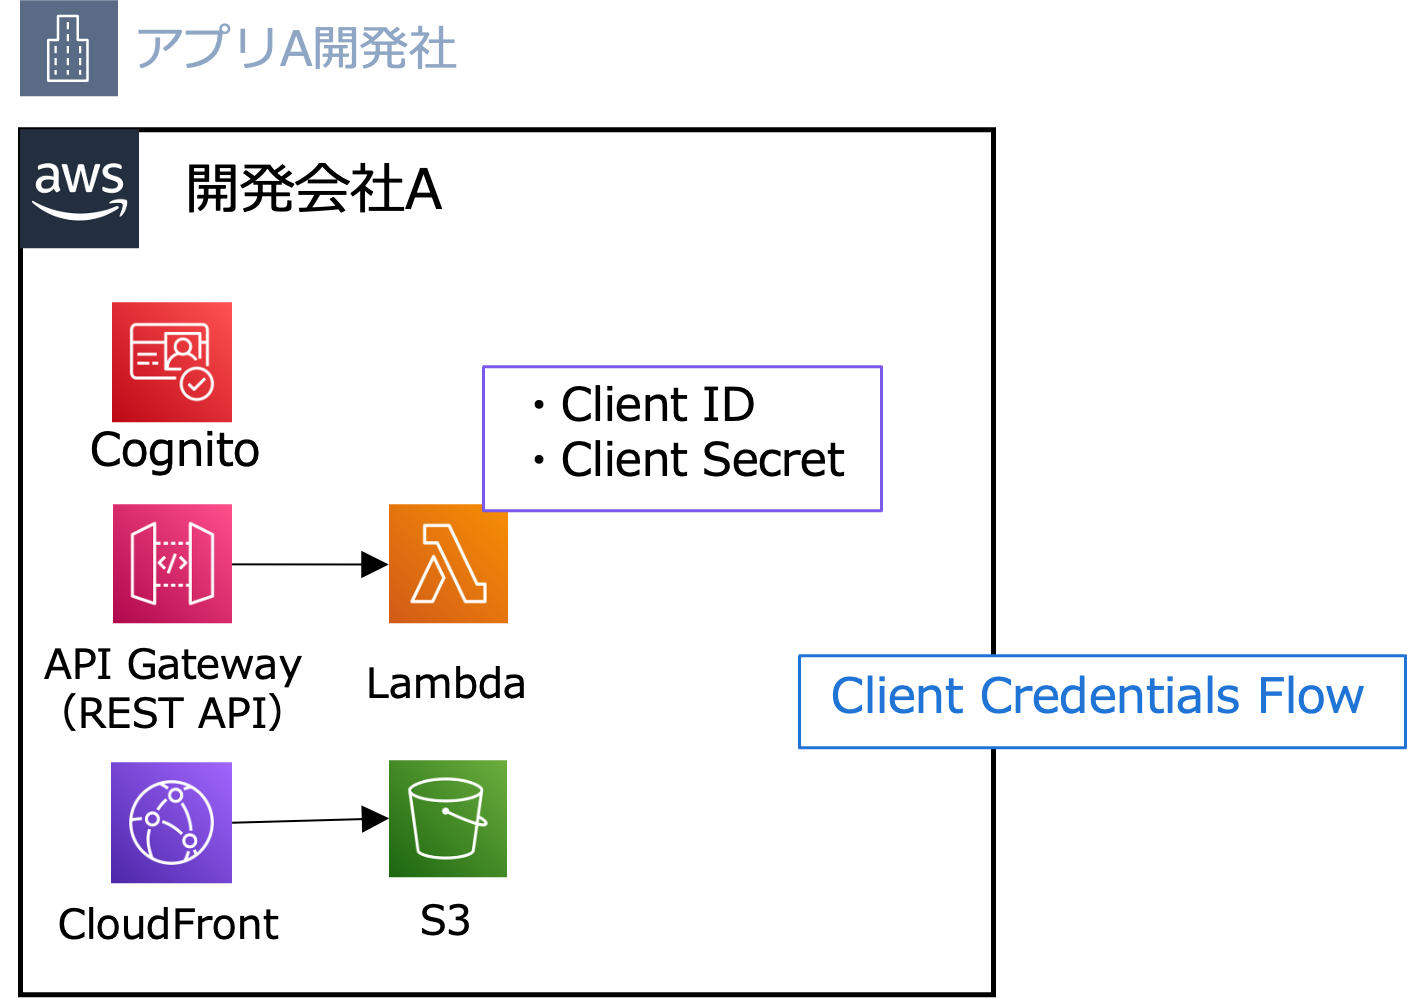 アプリA開発社
aws
開発会社A
Cognito
・Client ID
・Client Secret
API Gateway
（REST API）
Lambda
Client Credentials Flow
CloudFront
S3